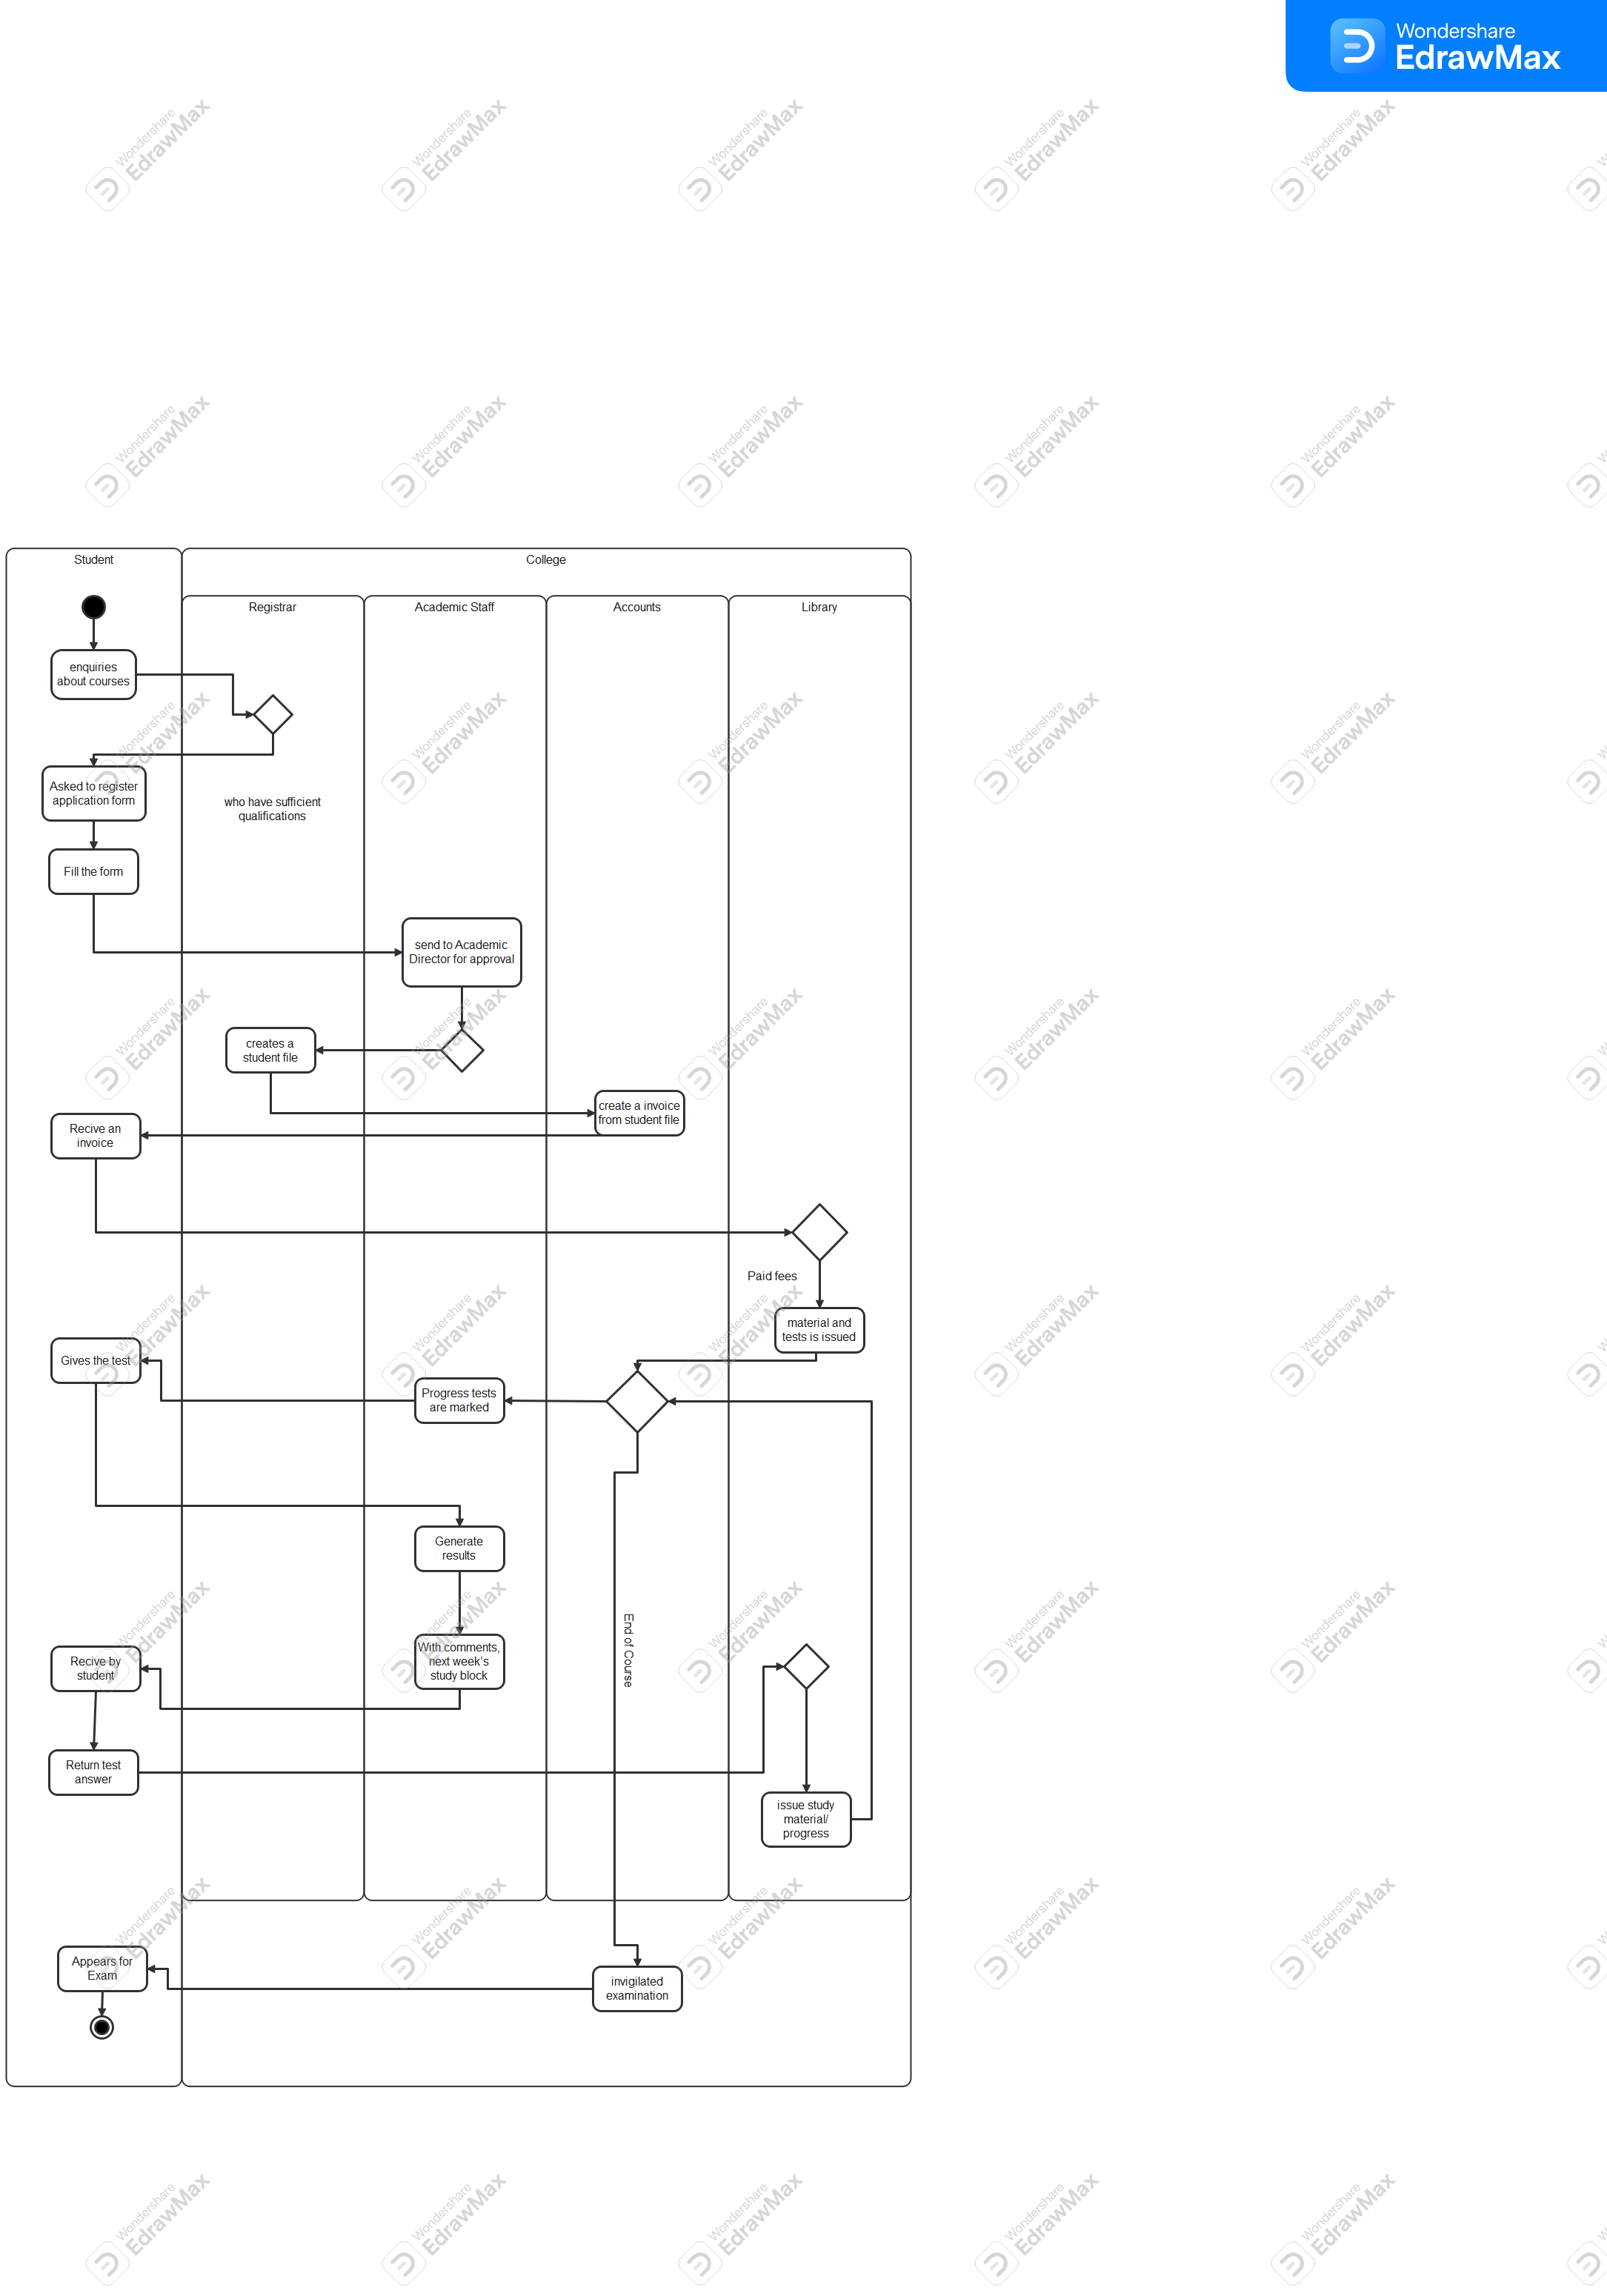 Wondershare
EdrawMax
Student
College
Registrar
Academic Staff
Accounts
Library
enquiries
about courses
Asked to register
application form
who have sufficient
qualifications
Fill the form
send to Academic
Director for approval
creates a
student file
create a invoice
from student file
Recive an
invoice
Paid fees
material and
tests is issued
Gives the test
Progress tests
are marked
Generate
results
End of Course
With comments,
next week's
study block
Recive by
student
Return test
answer
issue study
material/
progress
Appears for
Exam
invigilated
examination